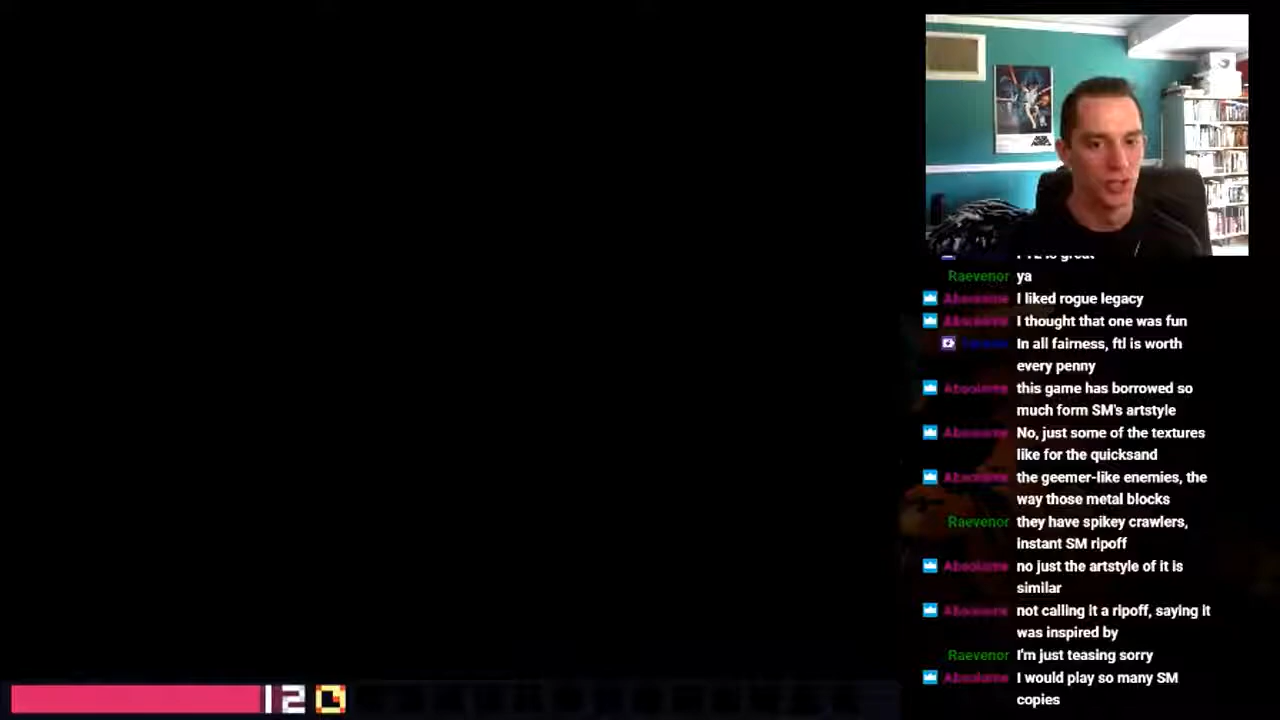 Raevenor ya
I liked rogue legacy
I thought that one was fun
In all fairness, ftl is worth
every penny
this game has borrowed so
much form SM's artstyle
No, just some of the textures
like for the quicksand
the geemer-like enemies, the
way those metal blocks
Raevenor they have spikey crawlers,
instant SM ripoff
no just the artstyle of it is
similar
not calling it a ripoff, saying it
was inspired by
Raevenor I'm just teasing sorry
I would play so many SM
copies
12